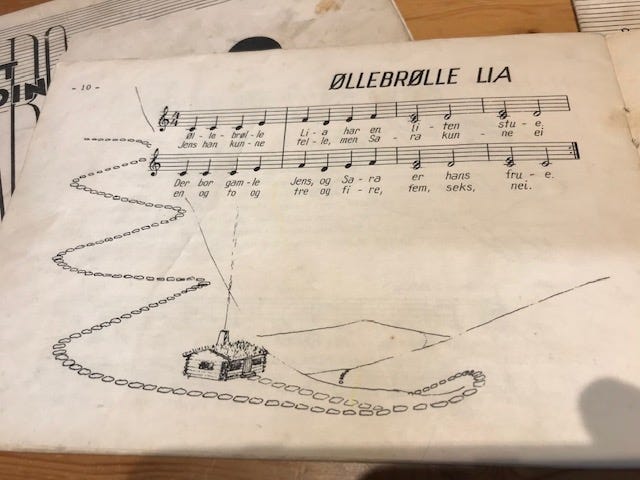 - 10 -
ØLLEBRØLLE LIA
Øl-le-brøl-le Li-a har en li-ten stue,
Jens han kun-ne tel-le, men Sa-ra kun-ne ei
Der bor gam-le Jens, og Sa-ra er hans frue.
en og to og tre og fi-re, fem, seks, nei.